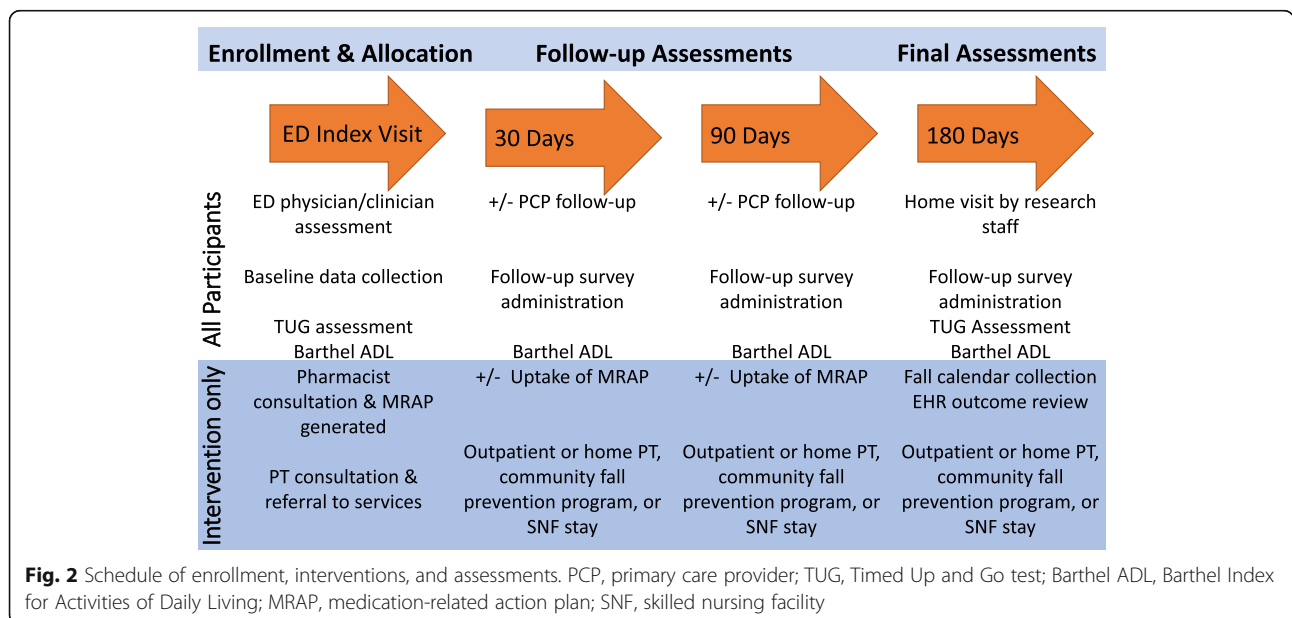 Enrollment & Allocation
Follow-up Assessments
Final Assessments
ED Index Visit
30 Days
90 Days
180 Days
All Participants
ED physician/clinician
assessment
+/- PCP follow-up
+/- PCP follow-up
Home visit by research
staff
Baseline data collection
Follow-up survey
administration
Follow-up survey
administration
Follow-up survey
administration
TUG assessment
Barthel ADL
Barthel ADL
Barthel ADL
TUG Assessment
Barthel ADL
Intervention only
Pharmacist
consultation & MRAP
generated
+/- Uptake of MRAP
+/- Uptake of MRAP
Fall calendar collection
EHR outcome review
PT consultation &
referral to services
Outpatient or home PT,
community fall
prevention program, or
SNF stay
Outpatient or home PT,
community fall
prevention program, or
SNF stay
Outpatient or home PT,
community fall
prevention program, or
SNF stay
Fig. 2 Schedule of enrollment, interventions, and assessments. PCP, primary care provider; TUG, Timed Up and Go test; Barthel ADL, Barthel Index
for Activities of Daily Living; MRAP, medication-related action plan; SNF, skilled nursing facility